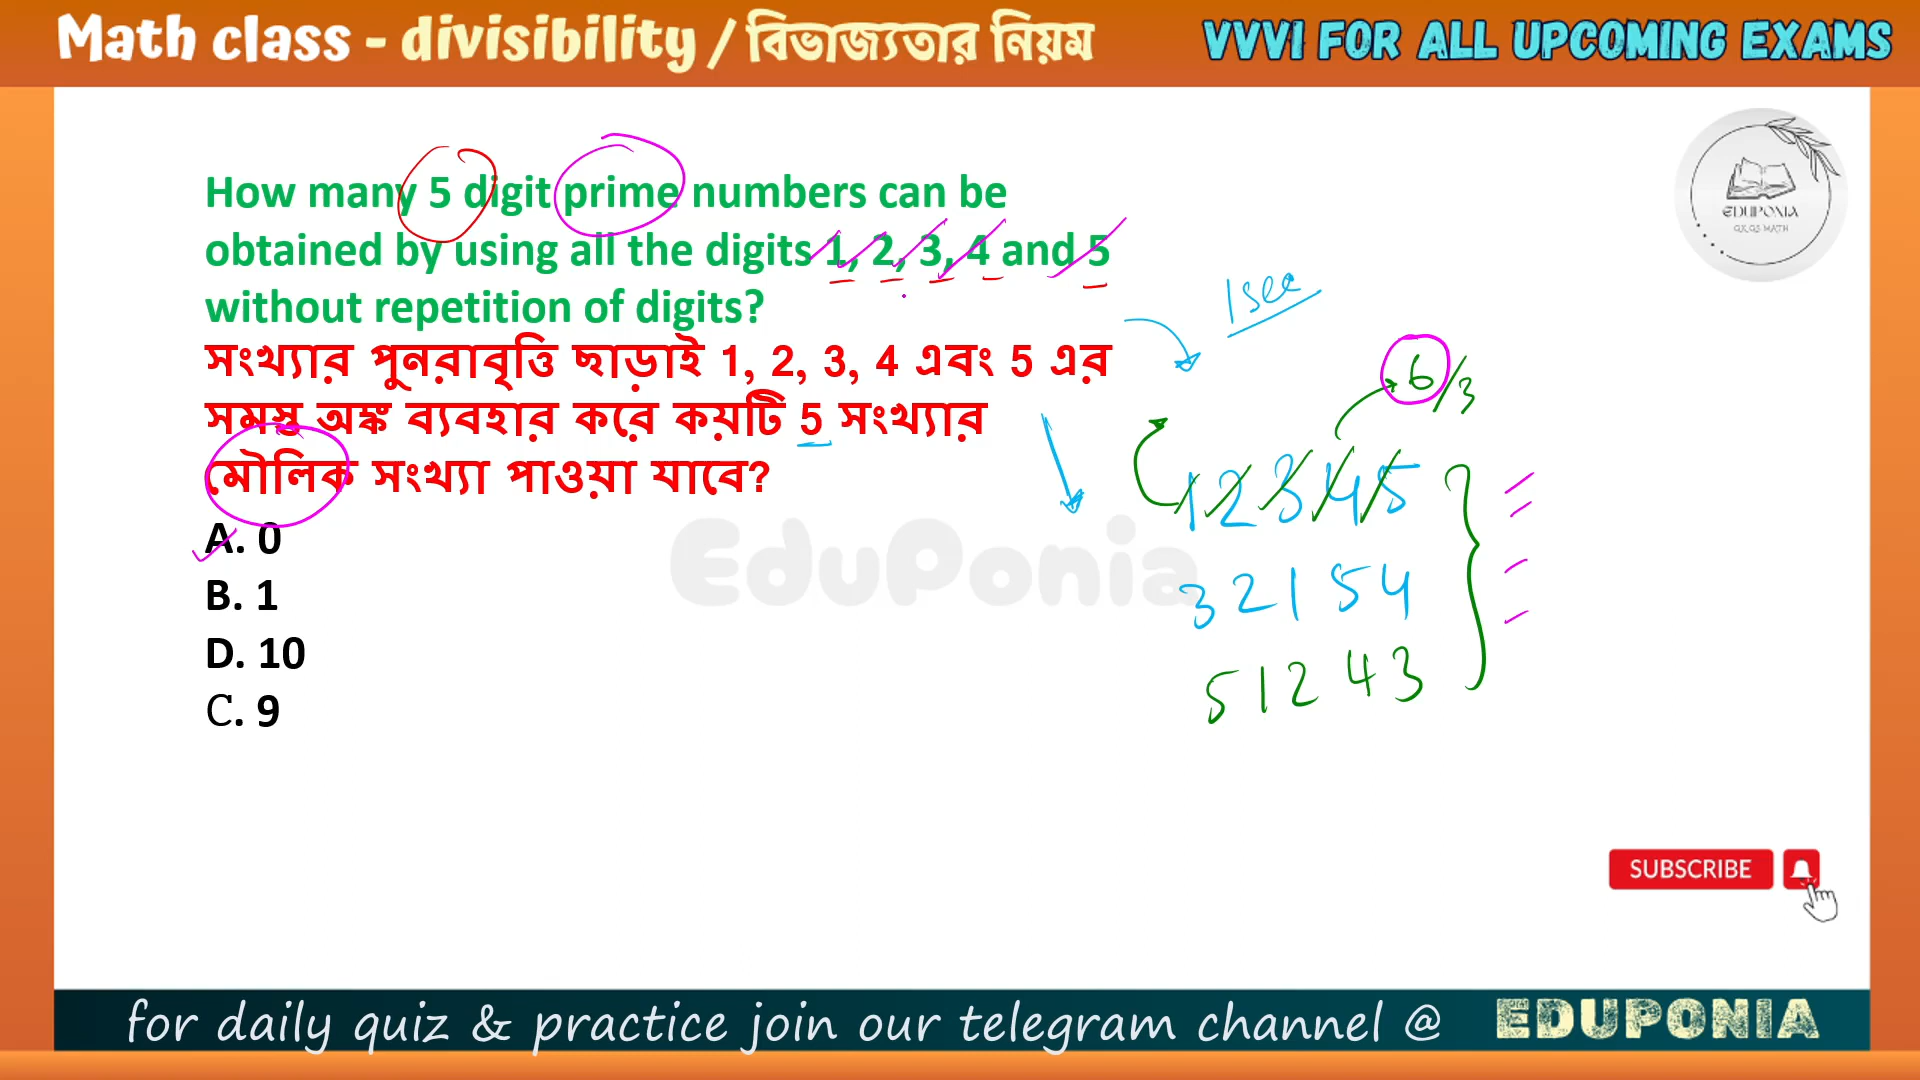 Math class - divisibility / বিভাজ্যতার নিয়ম
VVVI FOR ALL UPCOMING EXAMS
How many 5 digit prime numbers can be
obtained by using all the digits 1, 2, 3, 4 and 5
without repetition of digits?
সংখ্যার পুনরাবৃত্তি ছাড়াই 1, 2, 3, 4 এবং 5 এর
সমস্ত অঙ্ক ব্যবহার করে কয়টি 5 সংখ্যার
মৌলিক সংখ্যা পাওয়া যাবে?
A. 0
B. 1
D. 10
C. 9
1 sec
6/3
12345
32154
51243
EduPonia
EDUPONIA
SUBSCRIBE
for daily quiz & practice join our telegram channel @ EDUPONIA